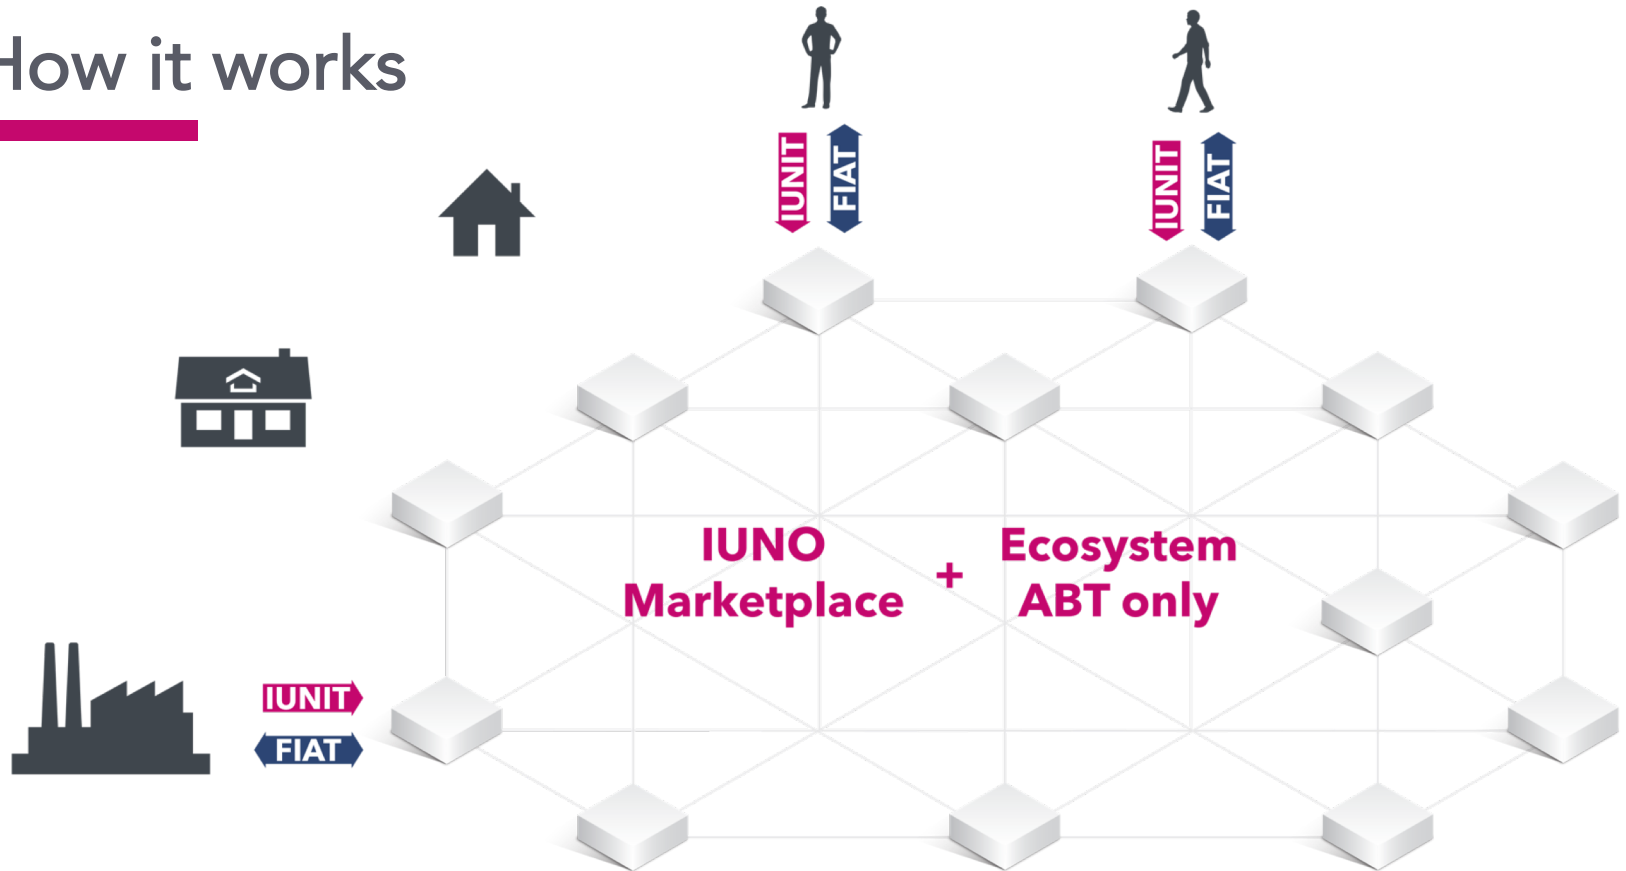 How it works
IUNIT
FIAT
IUNIT
FIAT
IUNO
Marketplace
+
Ecosystem
ABT only
IUNIT
FIAT